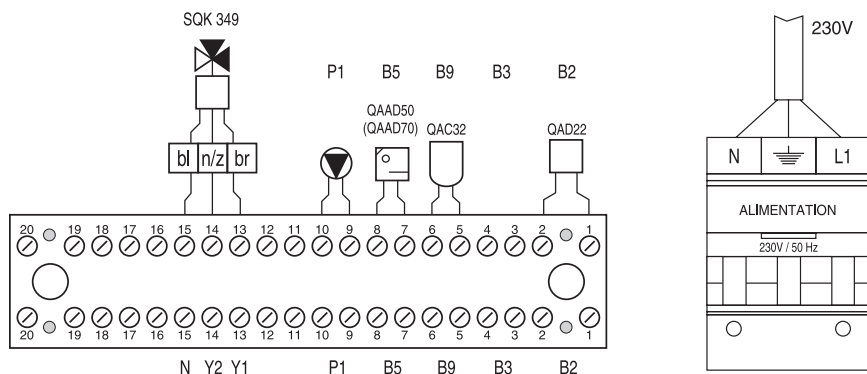 SQK 349
P1 B5 B9 B3 B2
QAAD50
(QAAD70) QAC32 QAD22
bl n/z br
20 19 18 17 16 15 14 13 12 11 10 9 8 7 6 5 4 3 2 1
20 19 18 17 16 15 14 13 12 11 10 9 8 7 6 5 4 3 2 1
N Y2 Y1 P1 B5 B9 B3 B2
230V
N L1
ALIMENTATION
230V / 50 Hz